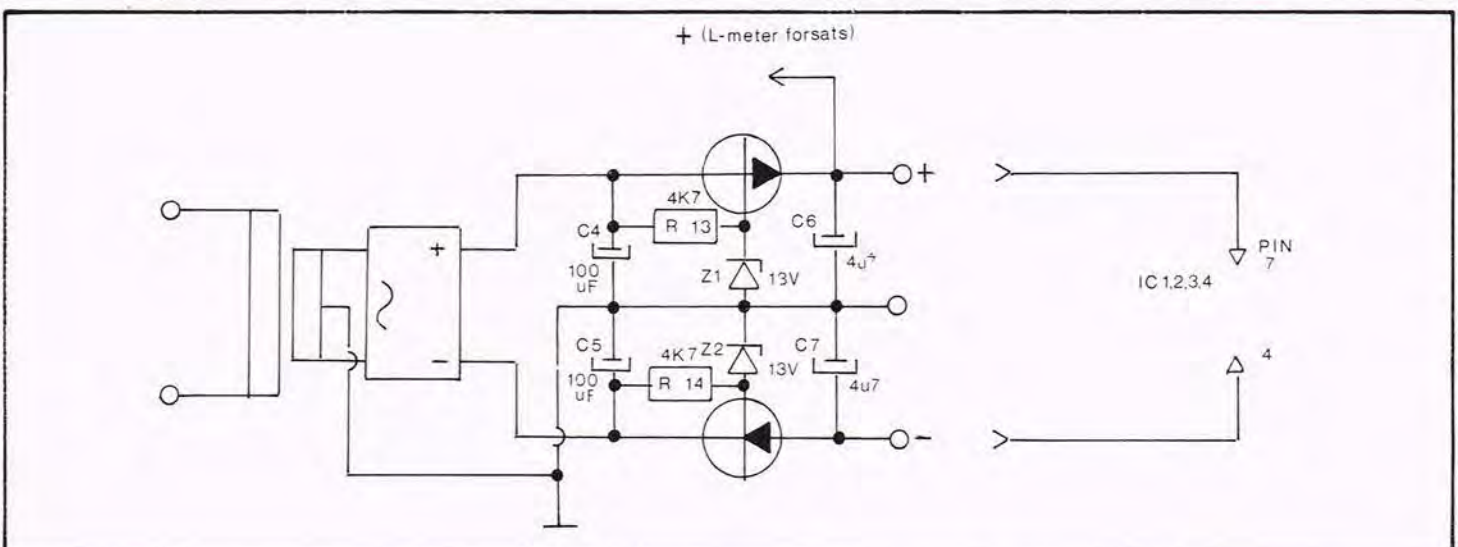 + (L-meter forsats)
+
-
4K7
R 13
C4
100
uF
Z1
13V
C6
+
PIN
7
IC 1,2,3,4
C5
100
uF
4K7
R 14
Z2
13V
C7
4u7
4
-